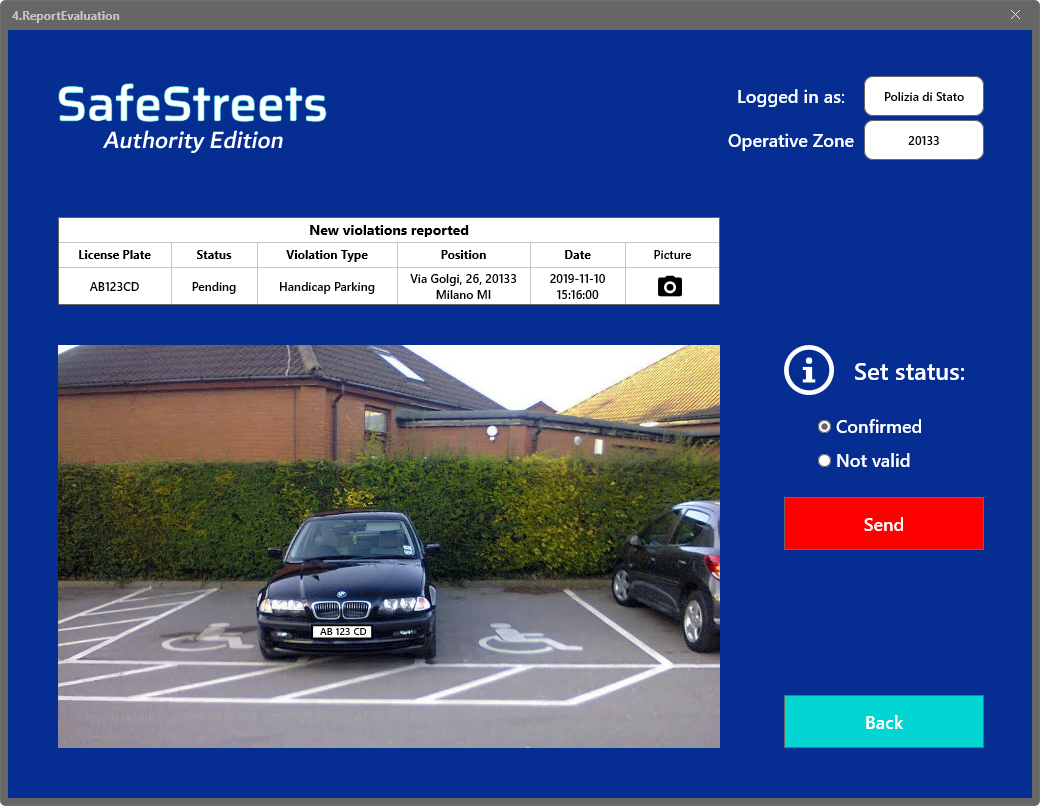 4.ReportEvaluation
SafeStreets
Authority Edition
Logged in as: Polizia di Stato
Operative Zone 20133
New violations reported
License Plate Status Violation Type Position Date Picture
AB123CD Pending Handicap Parking Via Golgi, 26, 20133 2019-11-10
Milano MI 15:16:00
Set status:
Confirmed
Not valid
Send
AB 123 CD
Back